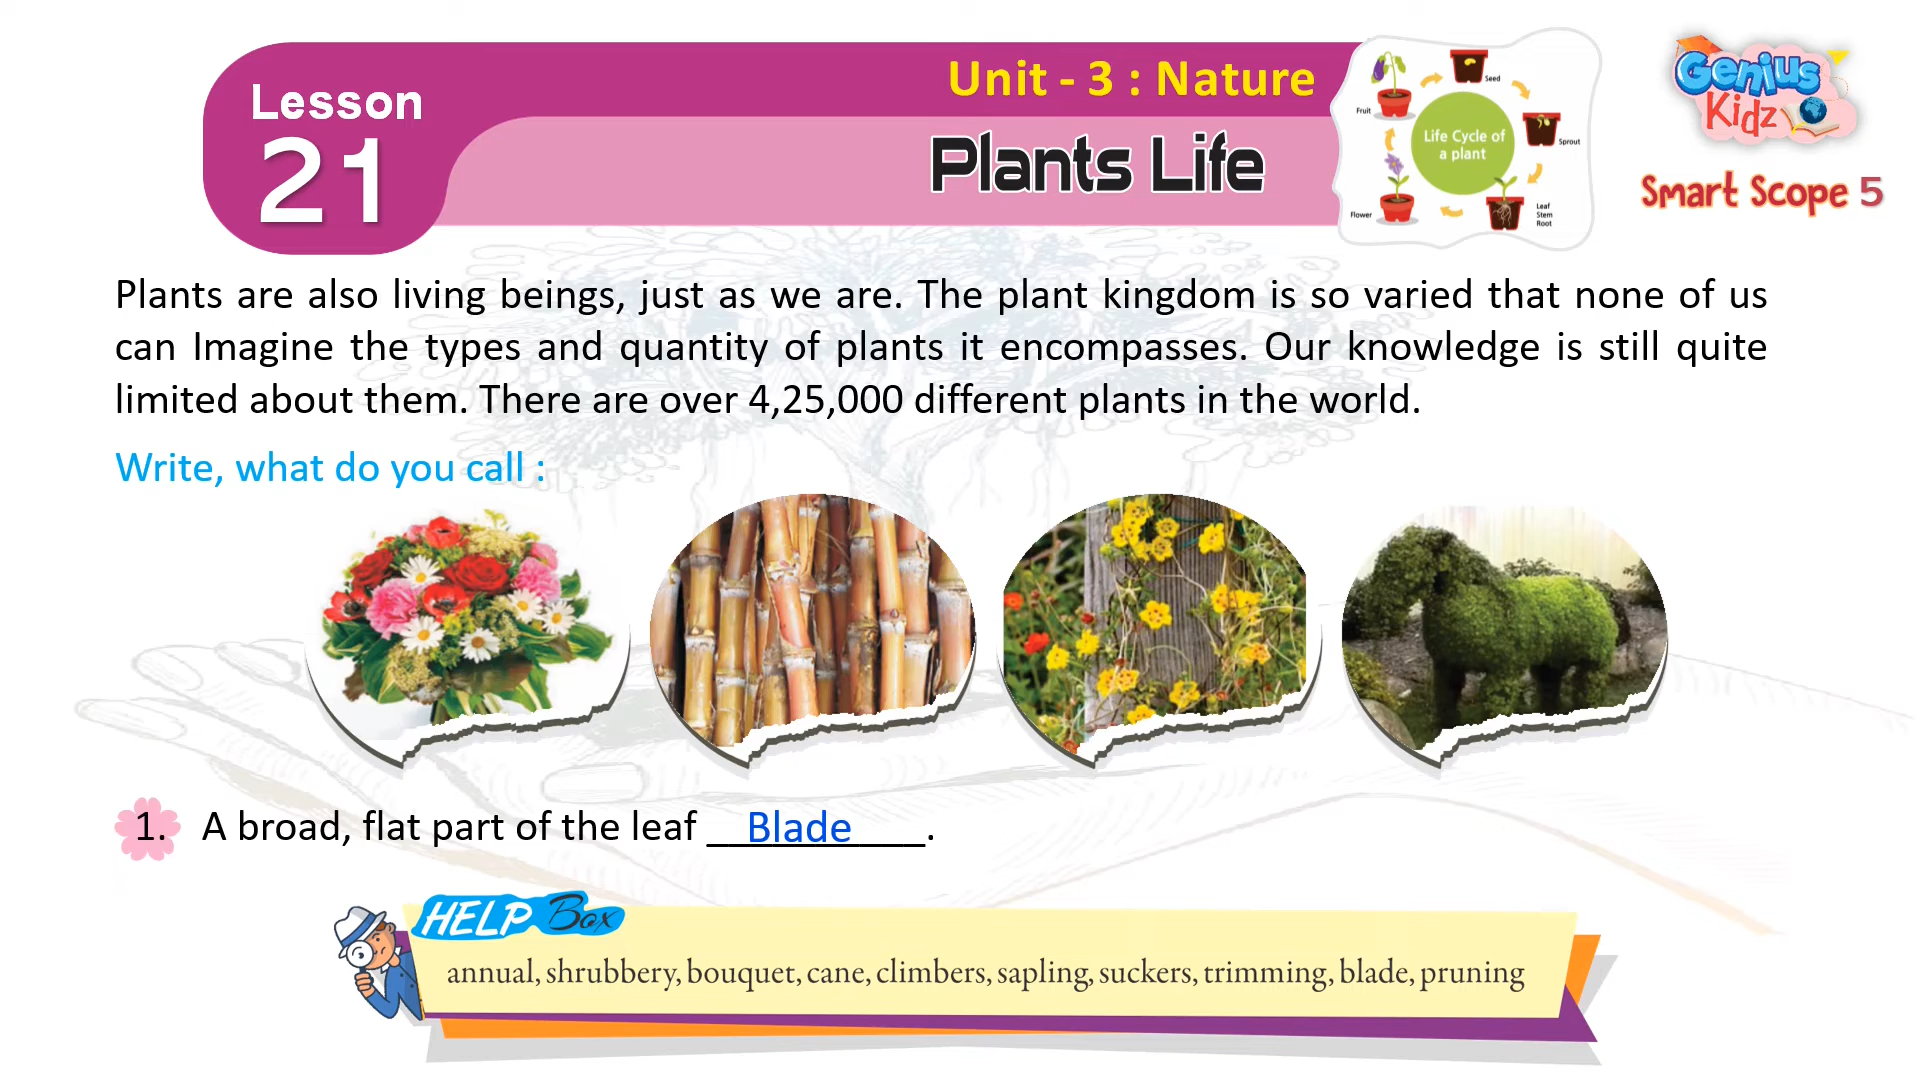 Lesson
21
Unit - 3 : Nature
Plants Life
Life Cycle of
a plant
Seed
Sprout
Leaf
Stem
Root
Flower
Fruit
Genius
Kidz
Smart Scope 5
Plants are also living beings, just as we are. The plant kingdom is so varied that none of us
can Imagine the types and quantity of plants it encompasses. Our knowledge is still quite
limited about them. There are over 4,25,000 different plants in the world.
Write, what do you call :
1. A broad, flat part of the leaf __Blade____.
HELP Box
annual, shrubbery, bouquet, cane, climbers, sapling, suckers, trimming, blade, pruning